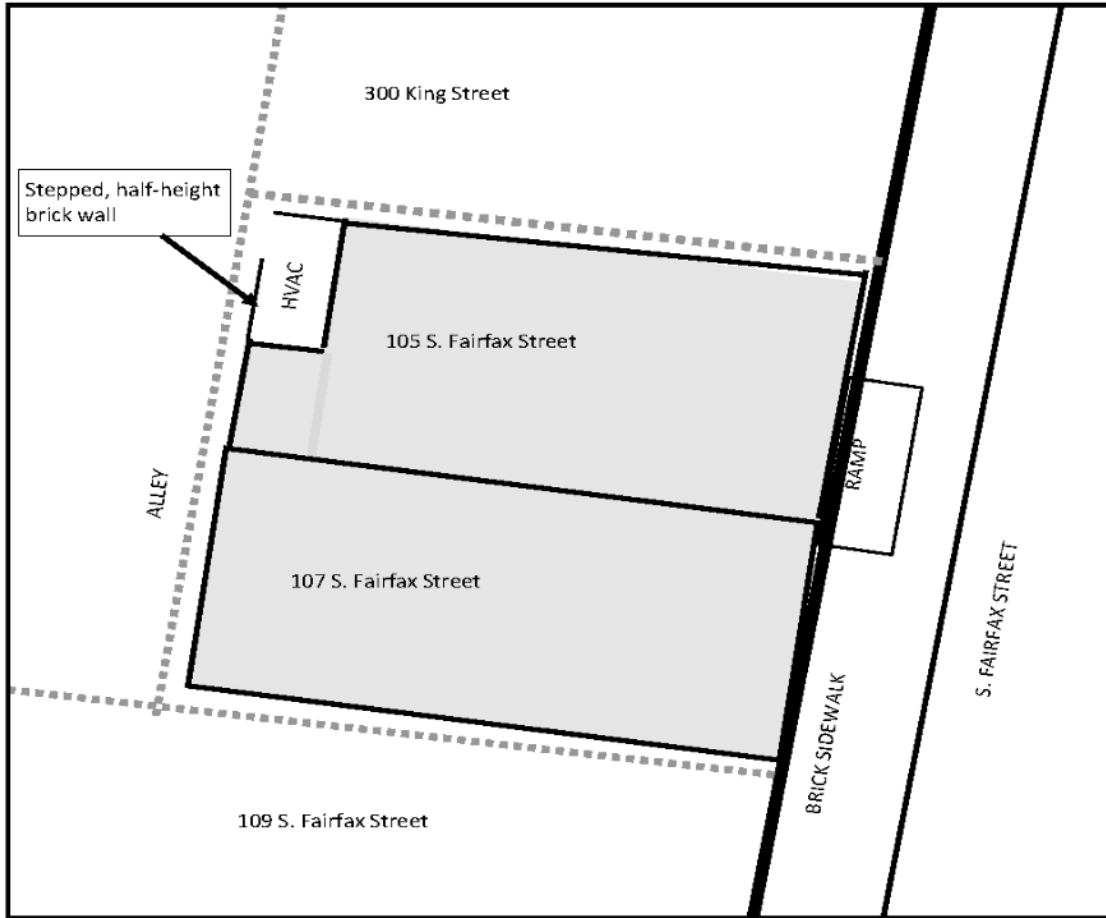 300 King Street
Stepped, half-height
brick wall
HVAC
105 S. Fairfax Street
RAMP
ALLEY
107 S. Fairfax Street
S. FAIRFAX STREET
BRICK SIDEWALK
109 S. Fairfax Street